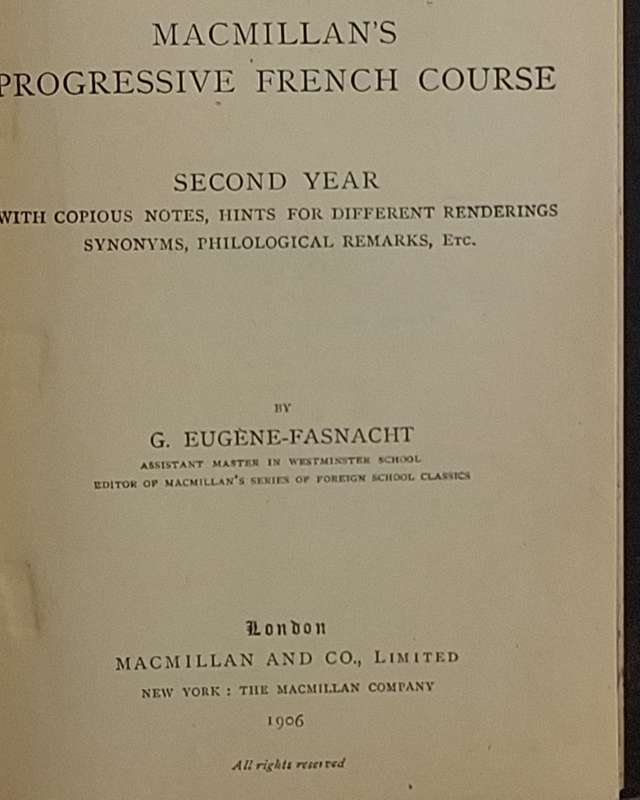 MACMILLAN'S
PROGRESSIVE FRENCH COURSE
SECOND YEAR
WITH COPIOUS NOTES, HINTS FOR DIFFERENT RENDERINGS
SYNONYMS, PHILOLOGICAL REMARKS, Etc.
BY
G. EUGÈNE-FASNACHT
ASSISTANT MASTER IN WESTMINSTER SCHOOL
EDITOR OF MACMILLAN'S SERIES OF FOREIGN SCHOOL CLASSICS
London
MACMILLAN AND CO., LIMITED
NEW YORK : THE MACMILLAN COMPANY
1906
All rights reserved